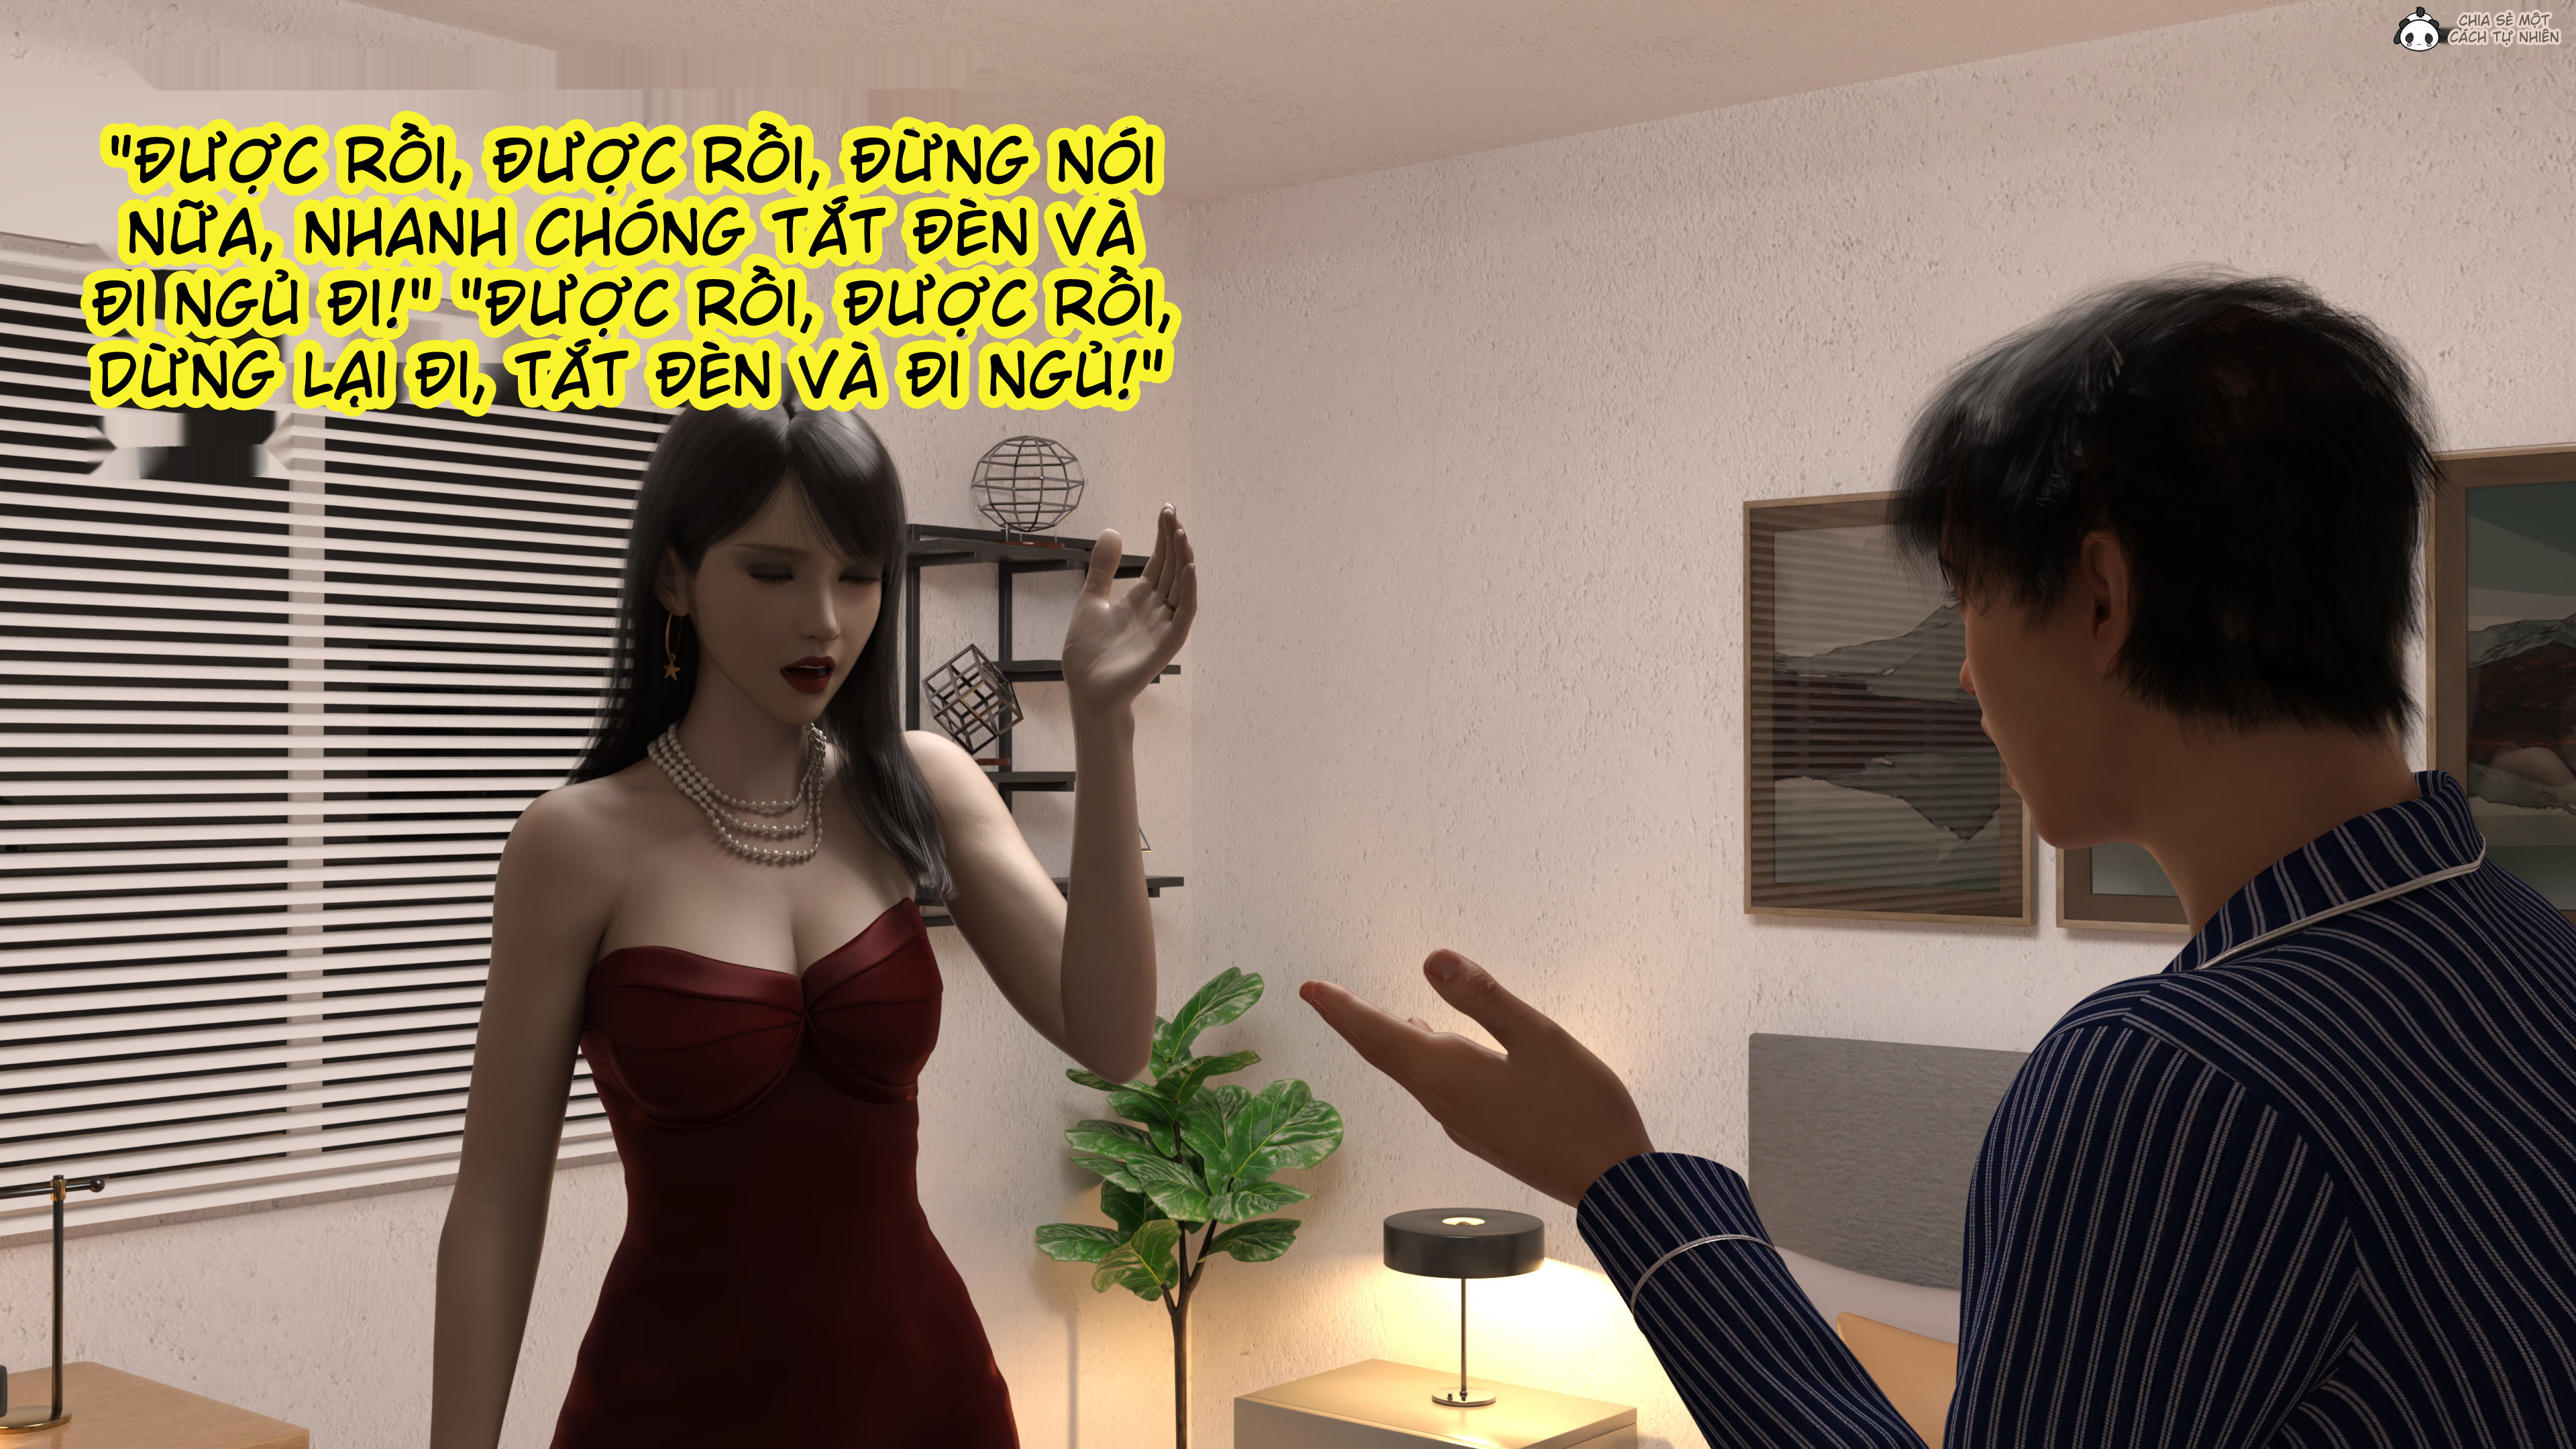 CHIA SẺ MỘT
CÁCH TỰ NHIÊN
"ĐƯỢC RỒI, ĐƯỢC RỒI, ĐỪNG NÓI
NỮA, NHANH CHÓNG TẮT ĐÈN VÀ
ĐI NGỦ ĐI!" "ĐƯỢC RỒI, ĐƯỢC RỒI,
DỪNG LẠI ĐI, TẮT ĐÈN VÀ ĐI NGỦ!"